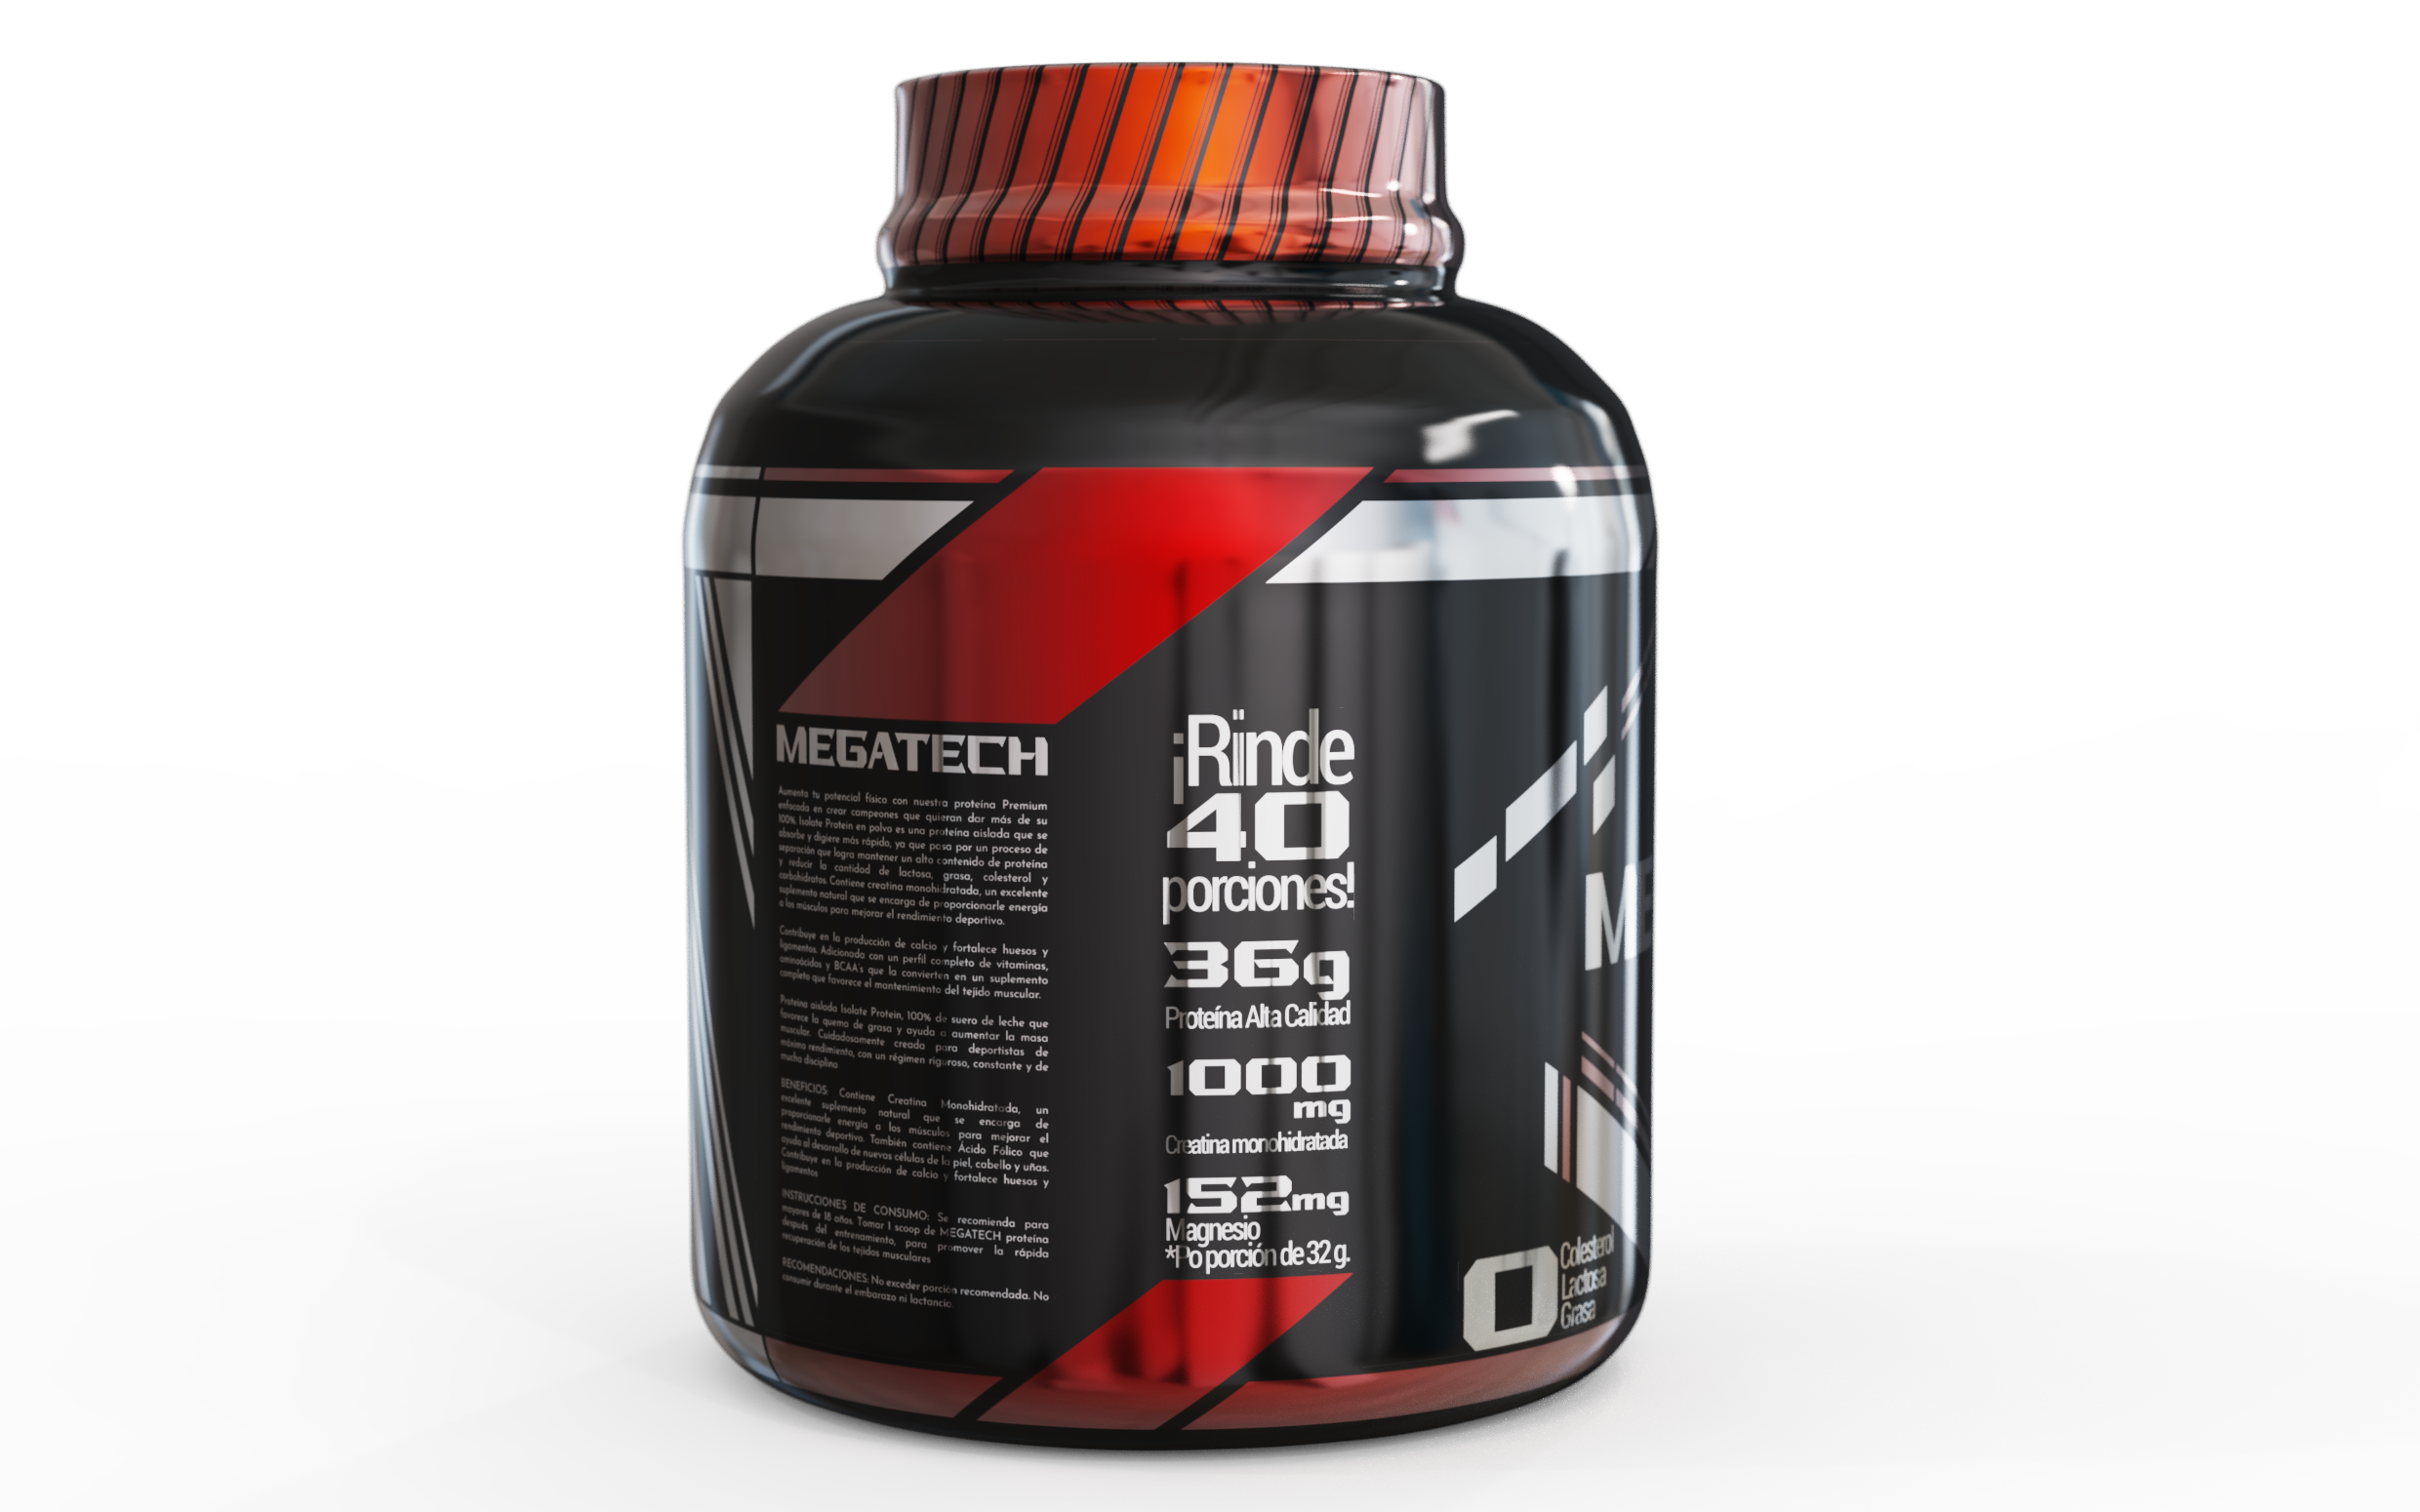 MEGATECH
Aumenta tu potencial físico con nuestra proteína Premium
enfocada en crear campeones que quieran dar más de su
100%. Isolate Protein en polvo es una proteína aislada que se
absorbe y digiere más rápido, ya que pasa por un proceso de
separación que logra mantener un alto contenido de proteína
y reducir la cantidad de lactosa, grasa, colesterol y
carbohidratos. Contiene creatina monohidratada, un excelente
suplemento natural que se encarga de proporcionarle energía
a los músculos para mejorar el rendimiento deportivo.
Contribuye en la producción de calcio y fortalece huesos y
ligamentos. Adicionada con un perfil completo de vitaminas,
aminoácidos y BCAA's que la convierten en un suplemento
completo que favorece el mantenimiento del tejido muscular.
Proteína aislada Isolate Protein, 100% de suero de leche que
favorece la quema de grasa y ayuda a aumentar la masa
muscular. Cuidadosamente creada para deportistas de
máximo rendimiento, con un régimen riguroso, constante y de
mucha disciplina
BENEFICIOS: Contiene Creatina Monohidratada, un
excelente suplemento natural que se encarga de
proporcionarle energía a los músculos para mejorar el
rendimiento deportivo. También contiene Ácido Fólico que
ayuda al desarrollo de nuevas células de la piel, cabello y uñas.
Contribuye en la producción de calcio y fortalece huesos y
ligamentos
INSTRUCCIONES DE CONSUMO: Se recomienda para
mayores de 18 años. Tomar 1 scoop de MEGATECH proteína
después del entrenamiento, para promover la rápida
recuperación de los tejidos musculares
RECOMENDACIONES: No exceder porción recomendada. No
consumir durante el embarazo ni lactancia.
¡Rinde
40
porciones!
36g
Proteína Alta Calidad
1000
mg
Creatina monohidratada
152mg
Magnesio
*Po porción de 32 g.
ME
0
Colesterol
Lactosa
Grasa